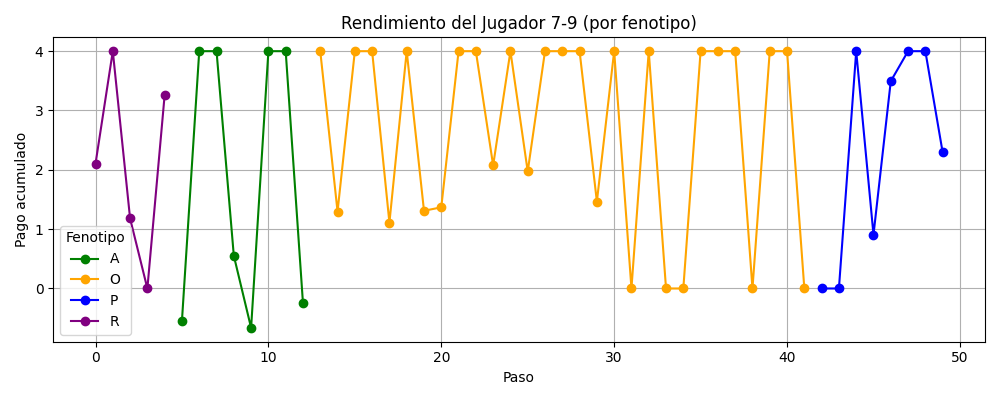 Rendimiento del Jugador 7-9 (por fenotipo)
Pago acumulado
4
3
2
1
0
Fenotipo
A
O
P
R
0 10 20 30 40 50
Paso